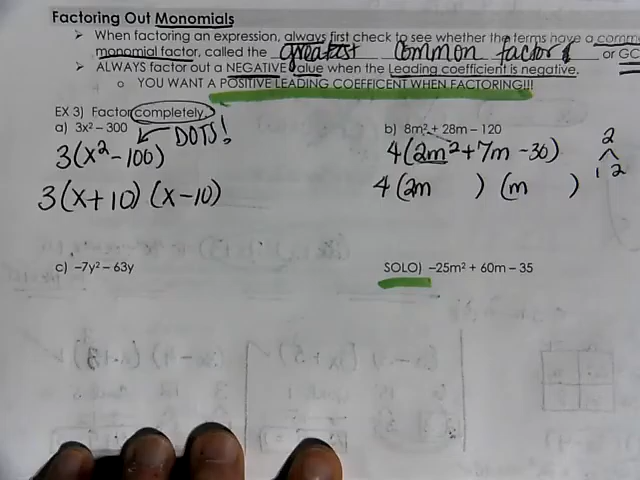 Factoring Out Monomials
➢ When factoring an expression, always first check to see whether the terms have a
monomial factor, called the greatest common factor or GC
➢ ALWAYS factor out a NEGATIVE value when the Leading coefficient is negative.
o YOU WANT A POSITIVE LEADING COEFFICENT WHEN FACTORING!!!
EX 3) Factor completely.
a) 3x² – 300
DOTS!
3(x² – 100)
3(x + 10)(x – 10)
b) 8m² + 28m – 120
4(2m² + 7m – 30)
4(2m )(m )
2
1 2
c) –7y² – 63y
SOLO) –25m² + 60m – 35